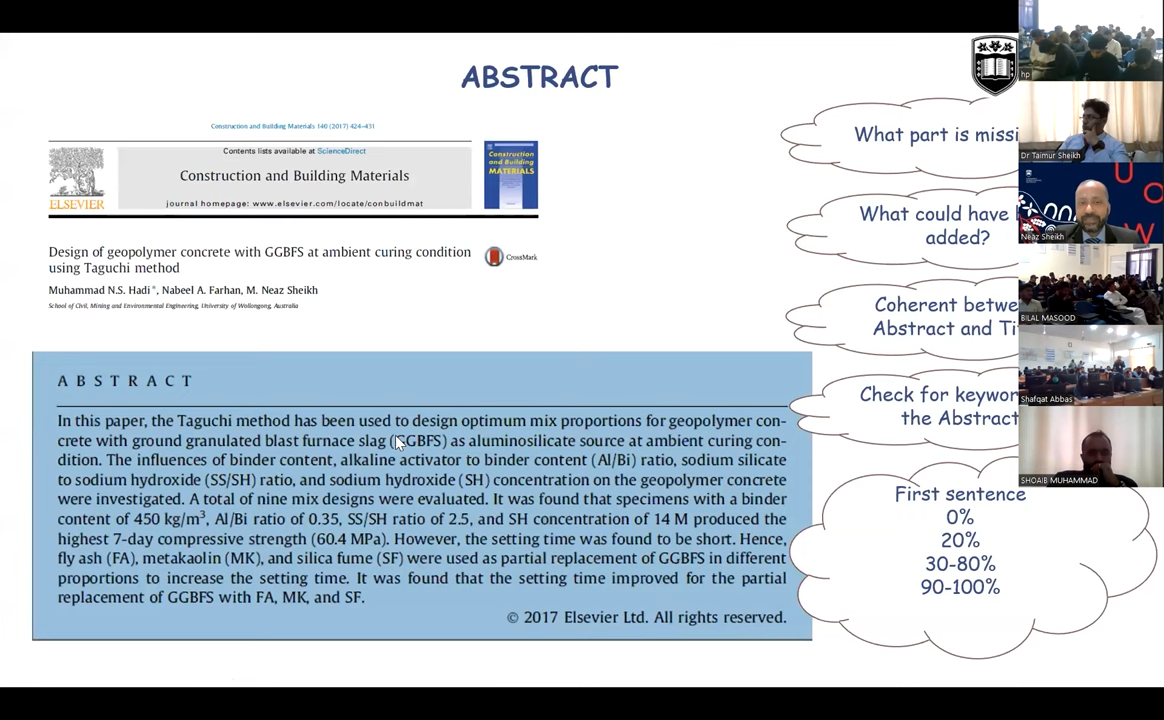 ABSTRACT
Construction and Building Materials 140 (2017) 424–431
Contents lists available at ScienceDirect
Construction and Building Materials
journal homepage: www.elsevier.com/locate/conbuildmat
ELSEVIER
Construction
and Building
MATERIALS
Design of geopolymer concrete with GGBFS at ambient curing condition
using Taguchi method
CrossMark
Muhammad N.S. Hadi *, Nabeel A. Farhan, M. Neaz Sheikh
School of Civil, Mining and Environmental Engineering, University of Wollongong, Australia
ABSTRACT
In this paper, the Taguchi method has been used to design optimum mix proportions for geopolymer con-
crete with ground granulated blast furnace slag (GGBFS) as aluminosilicate source at ambient curing con-
dition. The influences of binder content, alkaline activator to binder content (Al/Bi) ratio, sodium silicate
to sodium hydroxide (SS/SH) ratio, and sodium hydroxide (SH) concentration on the geopolymer concrete
were investigated. A total of nine mix designs were evaluated. It was found that specimens with a binder
content of 450 kg/m³, Al/Bi ratio of 0.35, SS/SH ratio of 2.5, and SH concentration of 14 M produced the
highest 7-day compressive strength (60.4 MPa). However, the setting time was found to be short. Hence,
fly ash (FA), metakaolin (MK), and silica fume (SF) were used as partial replacement of GGBFS in different
proportions to increase the setting time. It was found that the setting time improved for the partial
replacement of GGBFS with FA, MK, and SF.
© 2017 Elsevier Ltd. All rights reserved.
What part is missi
What could have
added?
Coherent betwe
Abstract and Ti
Check for keywor
the Abstract
First sentence
0%
20%
30-80%
90-100%
hp
Dr Taimur Sheikh
U
O
W
Neaz Sheikh
BILAL MASOOD
Shafqat Abbas
SHOAIB MUHAMMAD